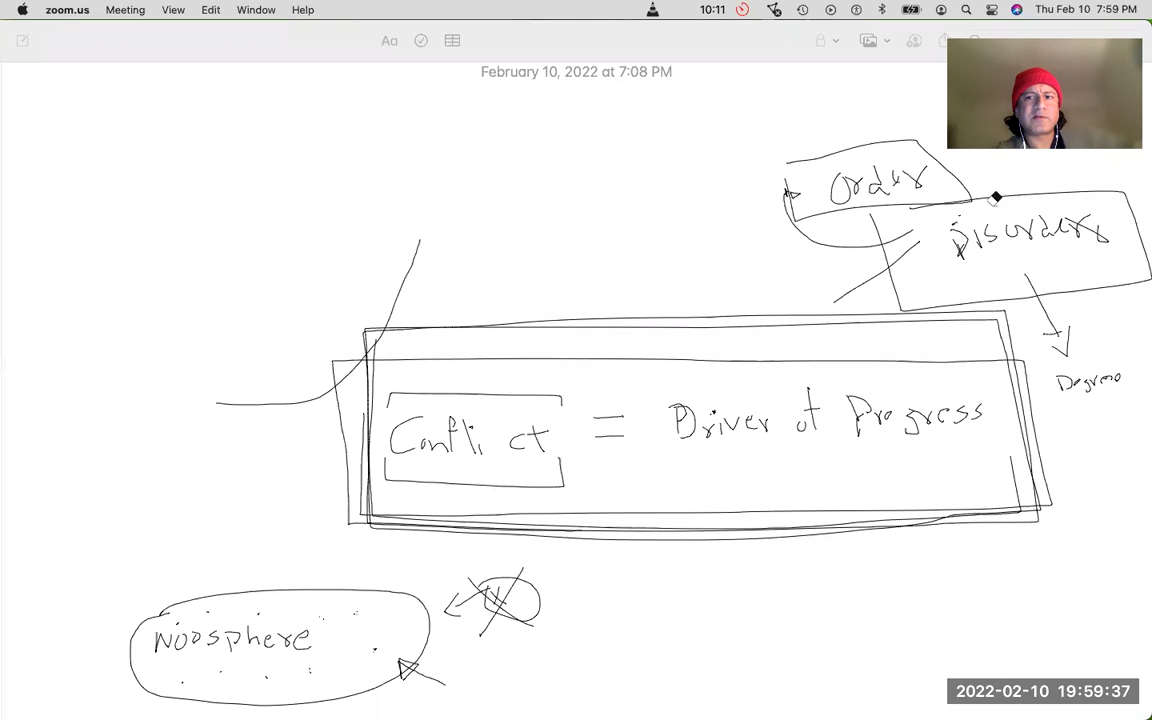 zoom.us Meeting View Edit Window Help 10:11 Thu Feb 10 7:59 PM
Aa
February 10, 2022 at 7:08 PM
Order
Disorder
Conflict = Driver of Progress
Noosphere
2022-02-10 19:59:37